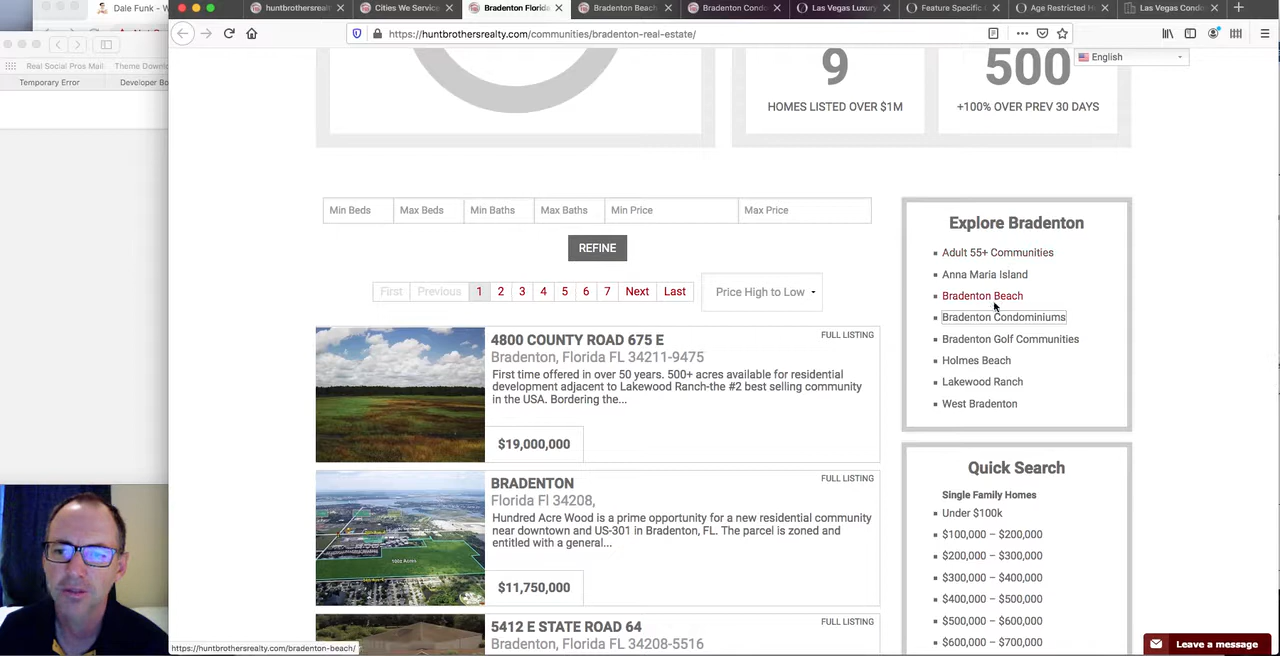 Dale Funk - W
huntbrothersrealty
Cities We Service
Bradenton Florida
Bradenton Beach
Bradenton Condo
Las Vegas Luxury
Feature Specific
Age Restricted H
Las Vegas Condo
https://huntbrothersrealty.com/communities/bradenton-real-estate/
Real Social Pros Mail
Theme Downl
Temporary Error
Developer Bo
English
9
HOMES LISTED OVER $1M
500
+100% OVER PREV 30 DAYS
Min Beds
Max Beds
Min Baths
Max Baths
Min Price
Max Price
REFINE
First Previous 1 2 3 4 5 6 7 Next Last
Price High to Low
4800 COUNTY ROAD 675 E
FULL LISTING
Bradenton, Florida FL 34211-9475
First time offered in over 50 years. 500+ acres available for residential
development adjacent to Lakewood Ranch-the #2 best selling community
in the USA. Bordering the...
$19,000,000
BRADENTON
FULL LISTING
Florida Fl 34208,
Hundred Acre Wood is a prime opportunity for a new residential community
near downtown and US-301 in Bradenton, FL. The parcel is zoned and
entitled with a general...
$11,750,000
5412 E STATE ROAD 64
FULL LISTING
Bradenton, Florida FL 34208-5516
Explore Bradenton
Adult 55+ Communities
Anna Maria Island
Bradenton Beach
Bradenton Condominiums
Bradenton Golf Communities
Holmes Beach
Lakewood Ranch
West Bradenton
Quick Search
Single Family Homes
Under $100k
$100,000 – $200,000
$200,000 – $300,000
$300,000 – $400,000
$400,000 – $500,000
$500,000 – $600,000
$600,000 – $700,000
Leave a message
https://huntbrothersrealty.com/bradenton-beach/